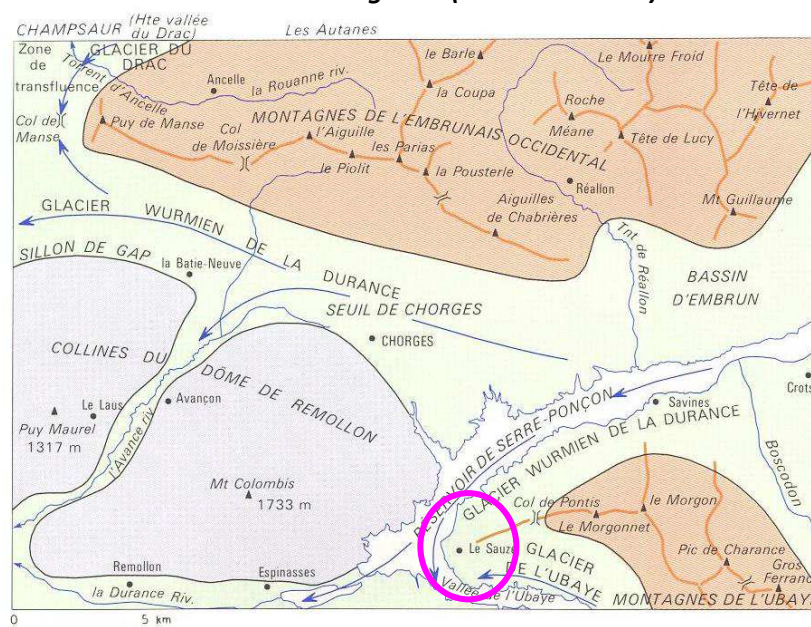 CHAMPSAUR
(Hte vallée
du Drac)
Les Autanes
Zone
de
transfluence
GLACIER DU
DRAC
Torrent
d'Ancelle
Ancelle
la Rouanne riv.
le Barle
la Coupa
Le Mourre Froid
Tête de
l'Hyvernet
Roche
Méane
Col de
Manse
Puy de Manse
Col
de Moissière
MONTAGNES DE L'EMBRUNAIS OCCIDENTAL
l'Aiguille
le Piolit
les Parias
la Pousterle
Tête de Lucy
Réallon
Aiguilles
de Chabrières
Mt Guillaume
GLACIER WURMIEN DE LA DURANCE
Tnt de Réallon
SILLON DE GAP
la Batie-Neuve
BASSIN
D'EMBRUN
SEUIL DE CHORGES
CHORGES
COLLINES DU
DÔME DE REMOLLON
Le Laus
Puy Maurel
1317 m
Avançon
l'Avance riv.
Mt Colombis
1733 m
RÉSERVOIR DE SERRE-PONÇON
GLACIER WURMIEN DE LA DURANCE
Savines
Crots
Boscodon
Col de Pontis
le Morgon
Le Morgonnet
Le Sauze
GLACIER
DE L'UBAYE
Pic de Charance
Gros
Ferrant
Vallée de l'Ubaye
MONTAGNES DE L'UBAYE
Remollon
Espinasses
la Durance Riv.
0 5 km